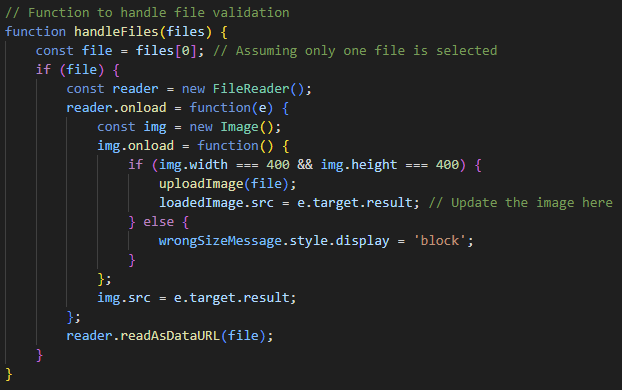 // Function to handle file validation
function handleFiles(files) {
    const file = files[0]; // Assuming only one file is selected
    if (file) {
        const reader = new FileReader();
        reader.onload = function(e) {
            const img = new Image();
            img.onload = function() {
                if (img.width === 400 && img.height === 400) {
                    uploadImage(file);
                    loadedImage.src = e.target.result; // Update the image here
                } else {
                    wrongSizeMessage.style.display = 'block';
                }
            };
            img.src = e.target.result;
        };
        reader.readAsDataURL(file);
    }
}